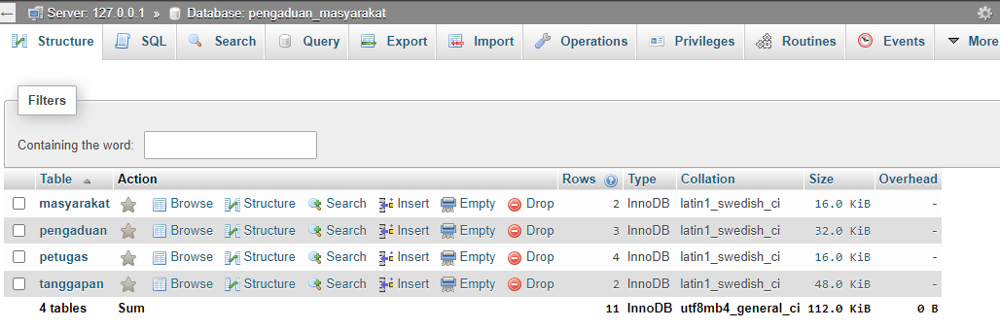 Server: 127.0.0.1 » Database: pengaduan_masyarakat
Structure SQL Search Query Export Import Operations Privileges Routines Events More
Filters
Containing the word:
Table Action Rows Type Collation Size Overhead
masyarakat Browse Structure Search Insert Empty Drop 2 InnoDB latin1_swedish_ci 16.0 KiB -
pengaduan Browse Structure Search Insert Empty Drop 3 InnoDB latin1_swedish_ci 32.0 KiB -
petugas Browse Structure Search Insert Empty Drop 4 InnoDB latin1_swedish_ci 16.0 KiB -
tanggapan Browse Structure Search Insert Empty Drop 2 InnoDB latin1_swedish_ci 48.0 KiB -
4 tables Sum 11 InnoDB utf8mb4_general_ci 112.0 KiB 0 B